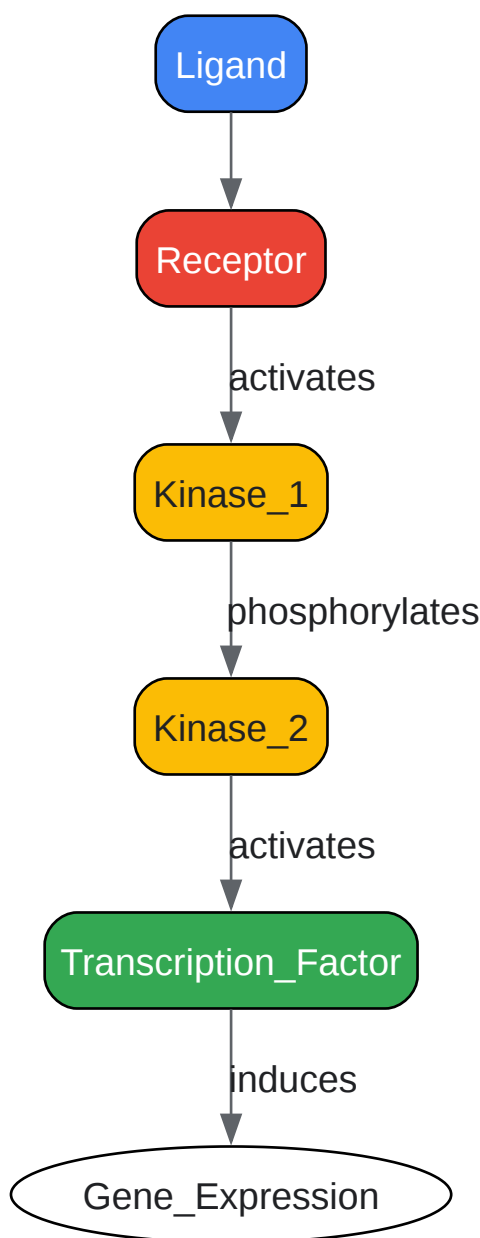 Ligand
Receptor
activates
Kinase_1
phosphorylates
Kinase_2
activates
Transcription_Factor
induces
Gene_Expression